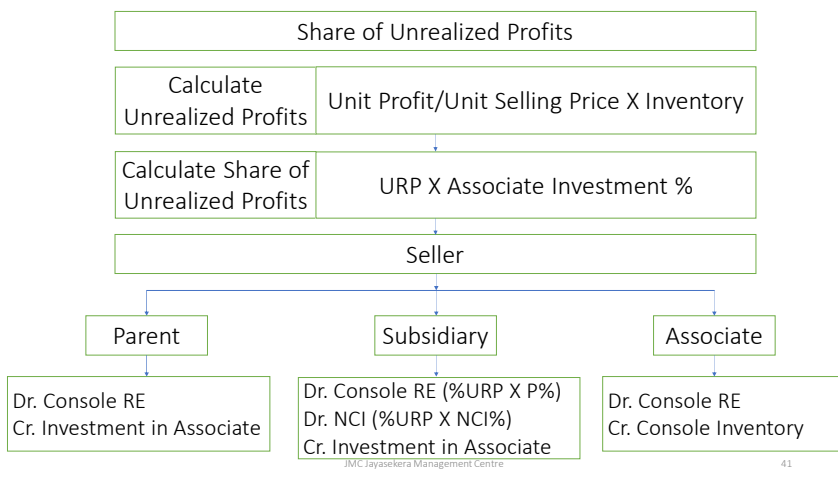 Share of Unrealized Profits
Calculate
Unrealized Profits
Unit Profit/Unit Selling Price X Inventory
Calculate Share of
Unrealized Profits
URP X Associate Investment %
Seller
Parent
Subsidiary
Associate
Dr. Console RE
Cr. Investment in Associate
Dr. Console RE (%URP X P%)
Dr. NCI (%URP X NCI%)
Cr. Investment in Associate
Dr. Console RE
Cr. Console Inventory
JMC Jayasekera Management Centre
41